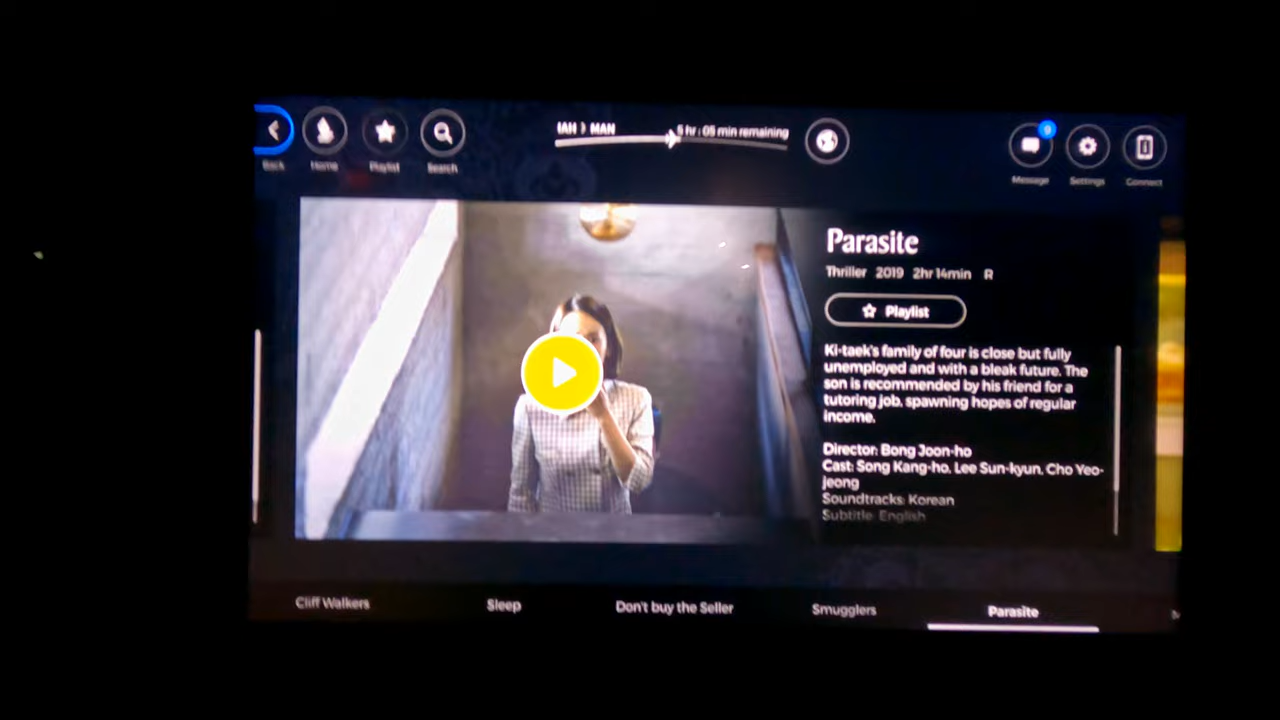 IAH › MAN
5 hr : 05 min remaining
9
Back
Home
Playlist
Search
Message
Settings
Connect
Parasite
Thriller 2019 2hr 14min R
Playlist
Ki-taek's family of four is close but fully
unemployed and with a bleak future. The
son is recommended by his friend for a
tutoring job, spawning hopes of regular
income.
Director: Bong Joon-ho
Cast: Song Kang-ho, Lee Sun-kyun, Cho Yeo-
jeong
Soundtracks: Korean
Subtitle: English
Cliff Walkers
Sleep
Don't buy the Seller
Smugglers
Parasite